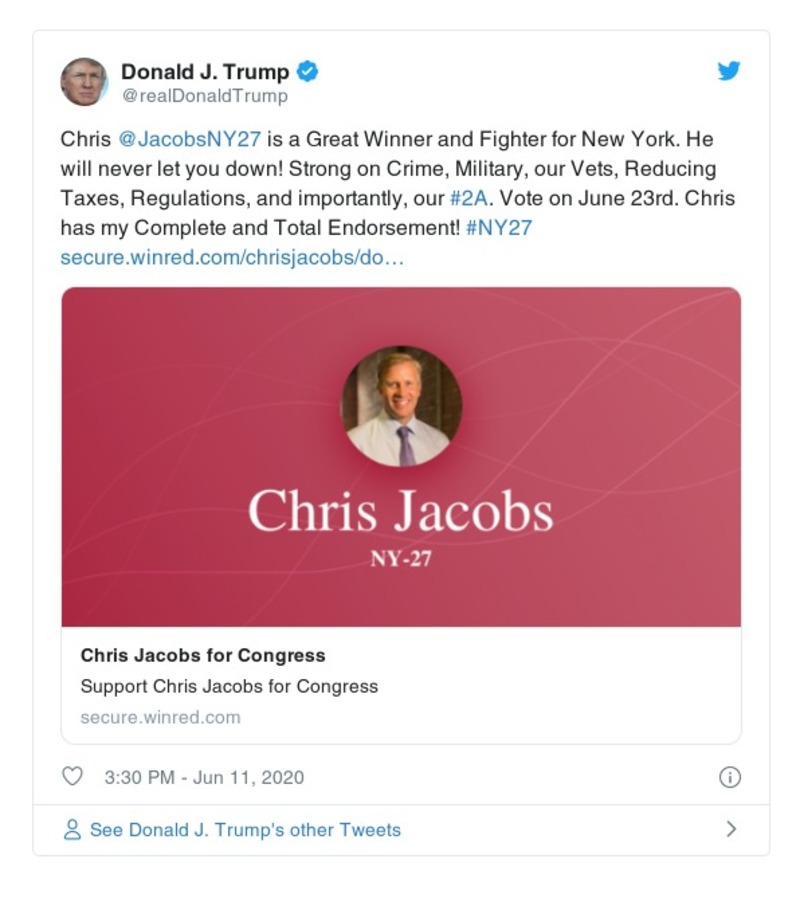 Donald J. Trump
@realDonaldTrump
Chris @JacobsNY27 is a Great Winner and Fighter for New York. He
will never let you down! Strong on Crime, Military, our Vets, Reducing
Taxes, Regulations, and importantly, our #2A. Vote on June 23rd. Chris
has my Complete and Total Endorsement! #NY27
secure.winred.com/chrisjacobs/do…
Chris Jacobs
NY-27
Chris Jacobs for Congress
Support Chris Jacobs for Congress
secure.winred.com
3:30 PM - Jun 11, 2020
See Donald J. Trump's other Tweets